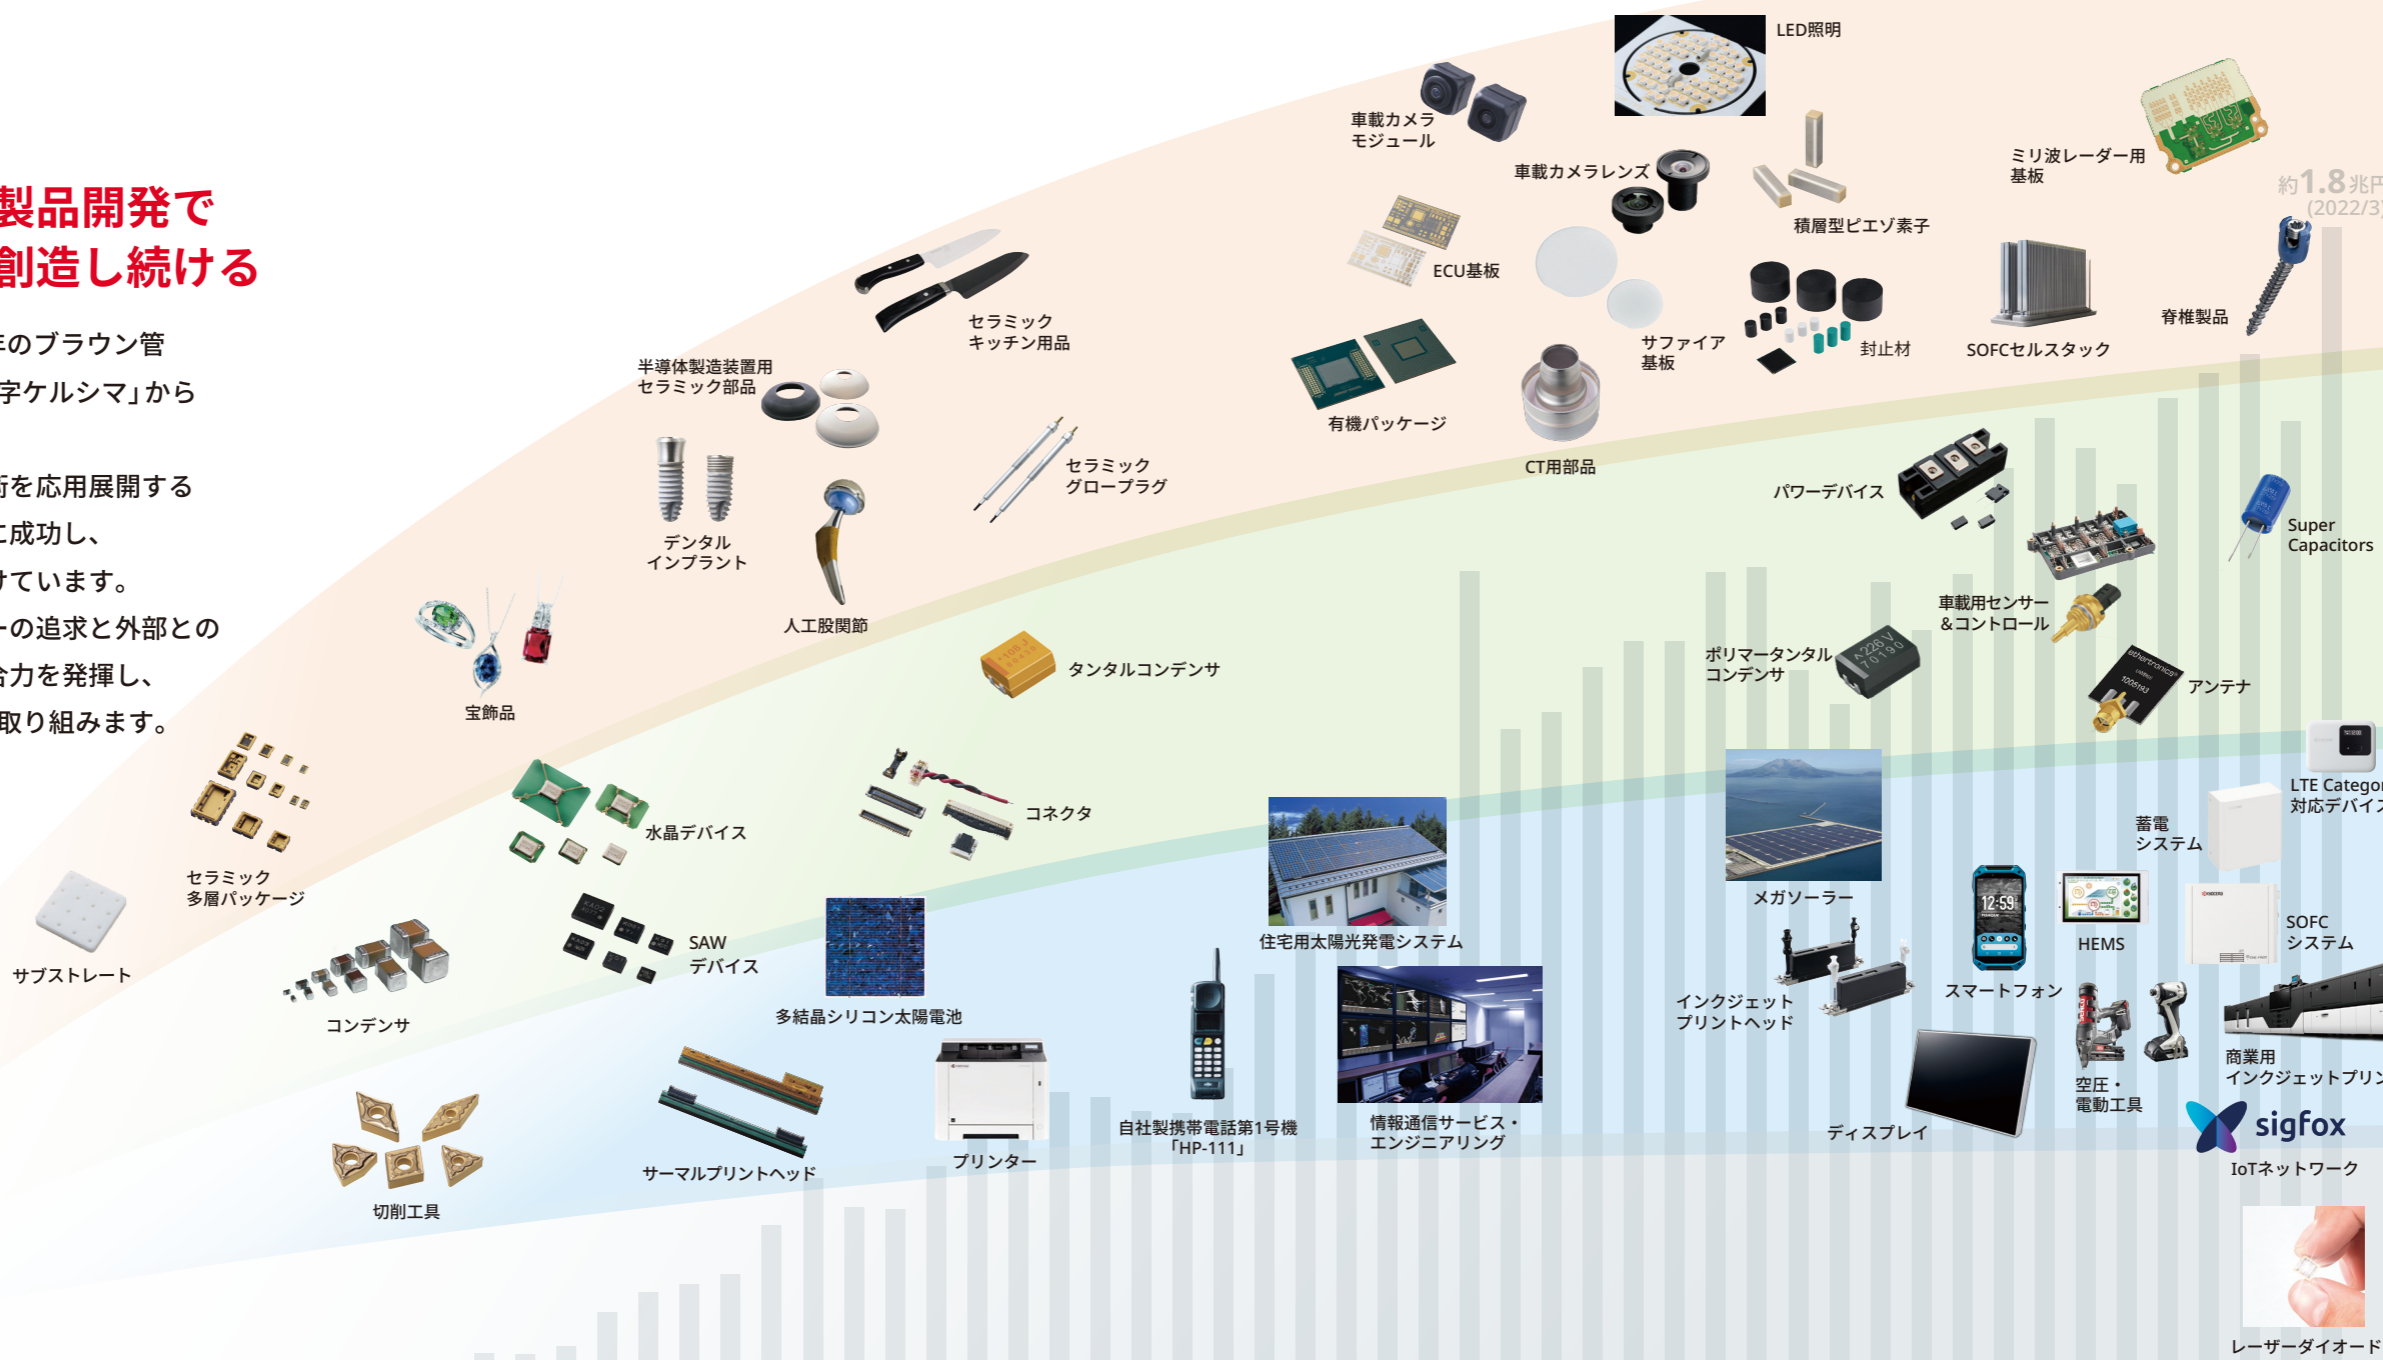 製品開発で
創造し続ける
年のブラウン管
字ケルシマ」から
術を応用展開する
に成功し、
けています。
ーの追求と外部との
合力を発揮し、
取り組みます。
LED照明
車載カメラ
モジュール
車載カメラレンズ
ミリ波レーダー用
基板
約1.8兆円
(2022/3)
積層型ピエゾ素子
ECU基板
セラミック
キッチン用品
サファイア
基板
封止材
SOFCセルスタック
脊椎製品
半導体製造装置用
セラミック部品
有機パッケージ
CT用部品
セラミック
グロープラグ
デンタル
インプラント
人工股関節
宝飾品
パワーデバイス
Super
Capacitors
車載用センサー
&コントロール
タンタルコンデンサ
ポリマータンタル
コンデンサ
226V
70190
ethertronics
1005193
アンテナ
LTE Categor
対応デバイス
蓄電
システム
コネクタ
水晶デバイス
セラミック
多層パッケージ
サブストレート
メガソーラー
12:59
HEMS
KYOCERA
SOFC
システム
住宅用太陽光発電システム
SAW
デバイス
多結晶シリコン太陽電池
コンデンサ
インクジェット
プリントヘッド
スマートフォン
商業用
インクジェットプリン
空圧・
電動工具
自社製携帯電話第1号機
「HP-111」
情報通信サービス・
エンジニアリング
ディスプレイ
sigfox
IoTネットワーク
プリンター
サーマルプリントヘッド
切削工具
レーザーダイオード